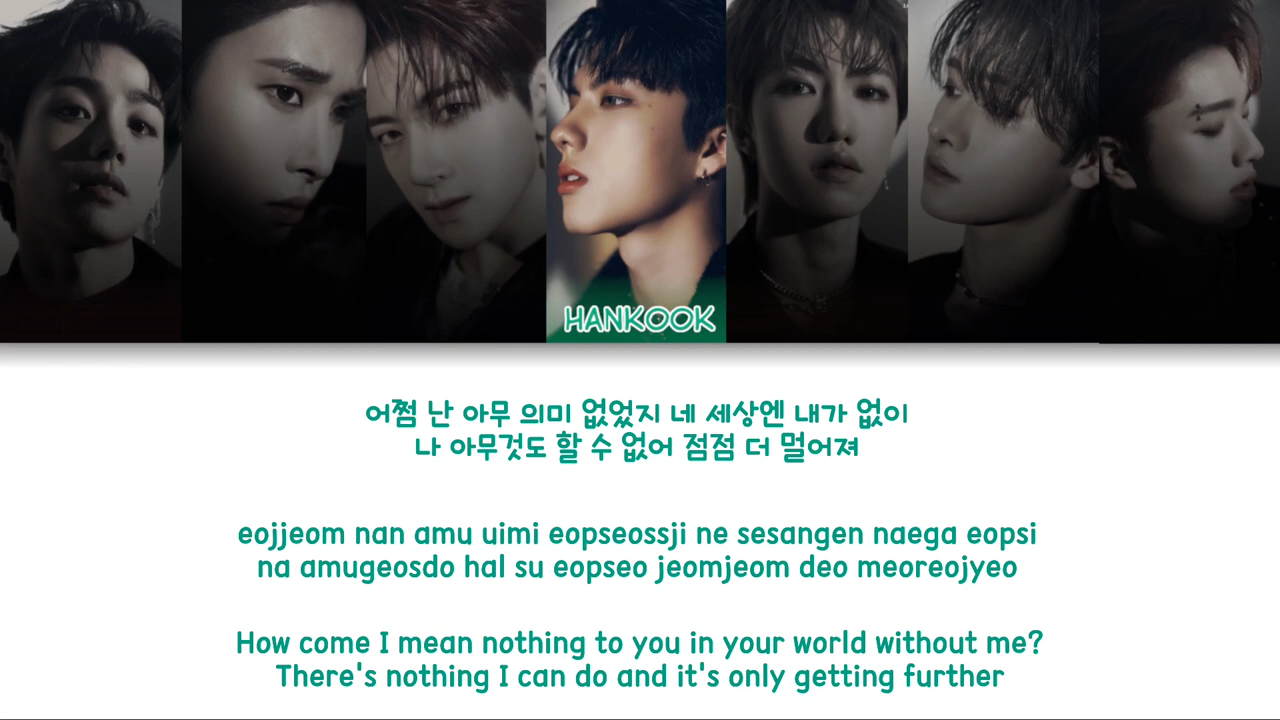 HANKOOK
어쩜 난 아무 의미 없었지 네 세상엔 내가 없이
나 아무것도 할 수 없어 점점 더 멀어져
eojjeom nan amu uimi eopseossji ne sesangen naega eopsi
na amugeosdo hal su eopseo jeomjeom deo meoreojyeo
How come I mean nothing to you in your world without me?
There's nothing I can do and it's only getting further